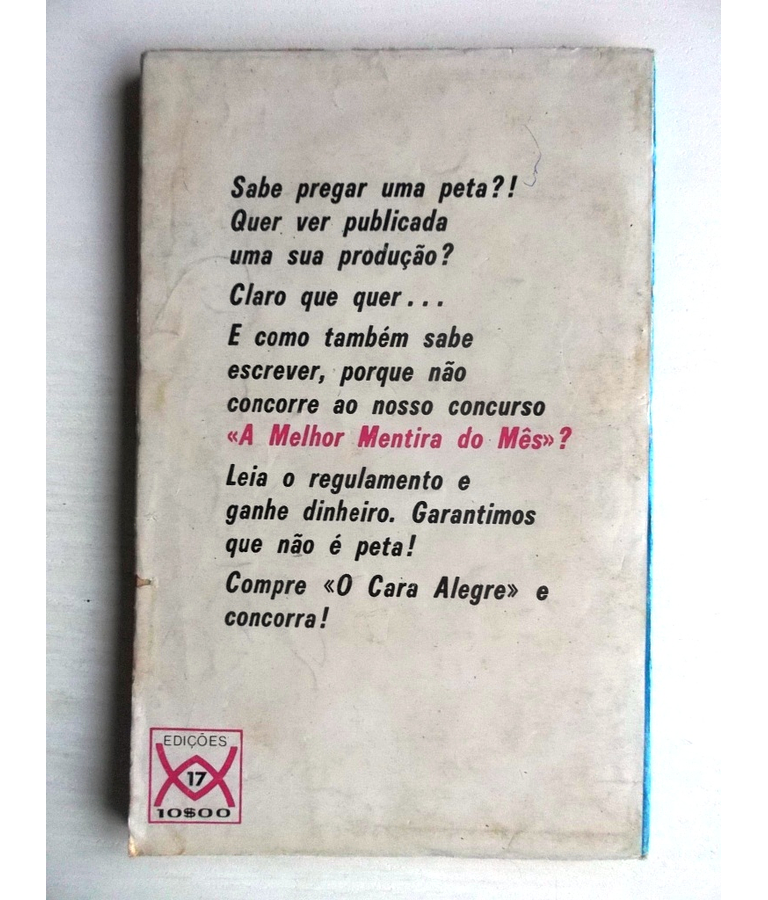 Sabe pregar uma peta?!
Quer ver publicada
uma sua produção?
Claro que quer...
E como também sabe
escrever, porque não
concorre ao nosso concurso
«A Melhor Mentira do Mês»?
Leia o regulamento e
ganhe dinheiro. Garantimos
que não é peta!
Compre «O Cara Alegre» e
concorra!
EDIÇÕES
17
10$00